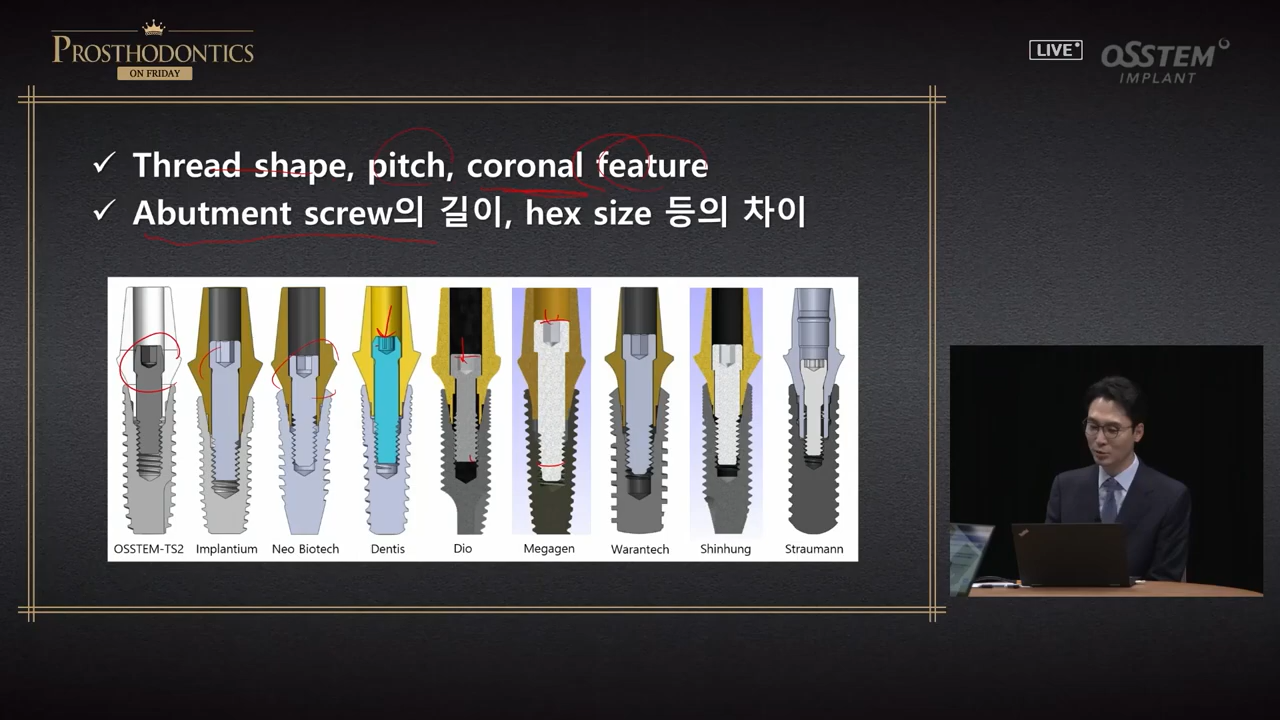 PROSTHODONTICS
ON FRIDAY
LIVE
OSSTEM
IMPLANT
✓ Thread shape, pitch, coronal feature
✓ Abutment screw의 길이, hex size 등의 차이
OSSTEM-TS2 Implantium Neo Biotech Dentis Dio Megagen Warantech Shinhung Straumann